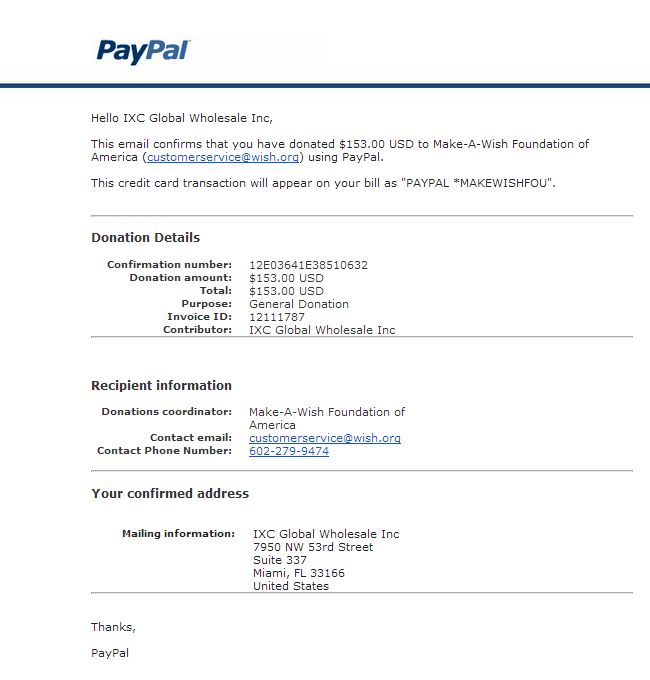 PayPal
Hello IXC Global Wholesale Inc,
This email confirms that you have donated $153.00 USD to Make-A-Wish Foundation of
America (customerservice@wish.org) using PayPal.
This credit card transaction will appear on your bill as "PAYPAL *MAKEWISHFOU".
Donation Details
Confirmation number: 12E03641E38510632
Donation amount: $153.00 USD
Total: $153.00 USD
Purpose: General Donation
Invoice ID: 12111787
Contributor: IXC Global Wholesale Inc
Recipient information
Donations coordinator: Make-A-Wish Foundation of
America
Contact email: customerservice@wish.org
Contact Phone Number: 602-279-9474
Your confirmed address
Mailing information: IXC Global Wholesale Inc
7950 NW 53rd Street
Suite 337
Miami, FL 33166
United States
Thanks,
PayPal